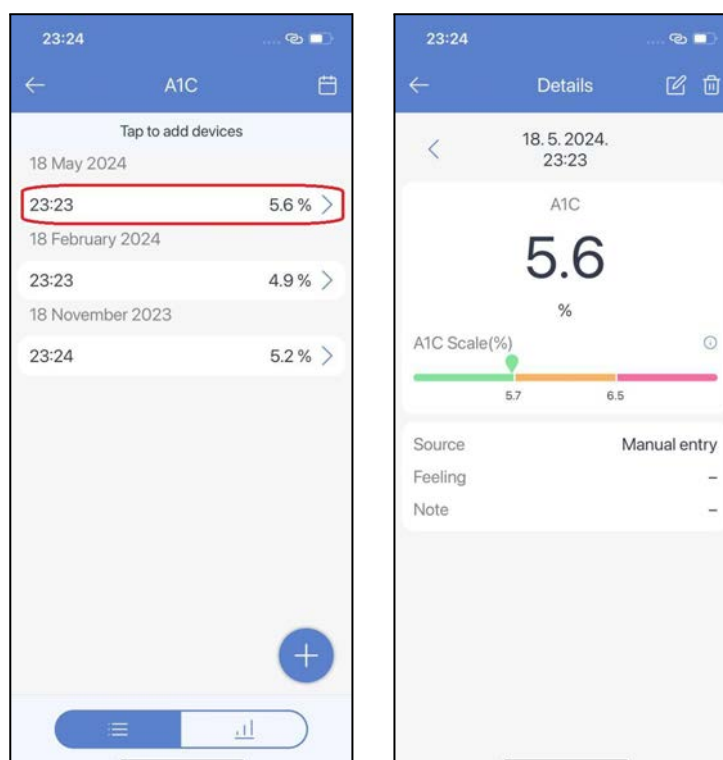 23:24
A1C
Tap to add devices
18 May 2024
23:23 5.6 %
18 February 2024
23:23 4.9 %
18 November 2023
23:24 5.2 %
23:24
Details
18. 5. 2024.
23:23
A1C
5.6
%
A1C Scale(%)
5.7 6.5
Source Manual entry
Feeling –
Note –